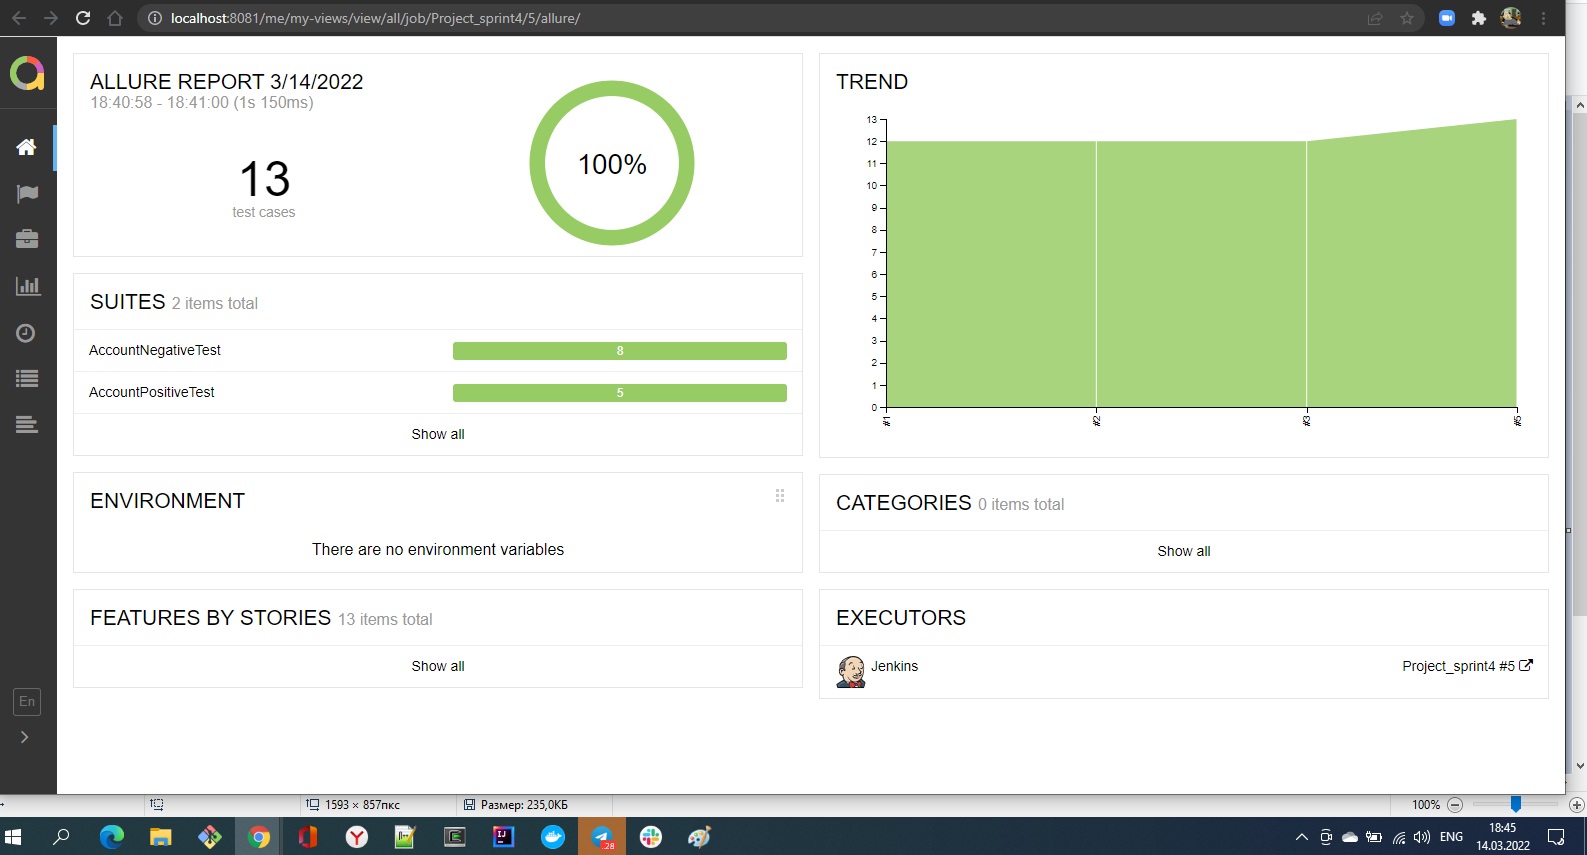 localhost:8081/me/my-views/view/all/job/Project_sprint4/5/allure/
ALLURE REPORT 3/14/2022
18:40:58 - 18:41:00 (1s 150ms)
13
test cases
100%
SUITES 2 items total
AccountNegativeTest 8
AccountPositiveTest 5
Show all
ENVIRONMENT
There are no environment variables
FEATURES BY STORIES 13 items total
Show all
TREND
13
12
11
10
9
8
7
6
5
4
3
2
1
0
#1 #2 #3 #5
CATEGORIES 0 items total
Show all
EXECUTORS
Jenkins Project_sprint4 #5
En
1593 × 857пкс Размер: 235,0КБ 100%
IJ Y .28 ENG 18:45
14.03.2022